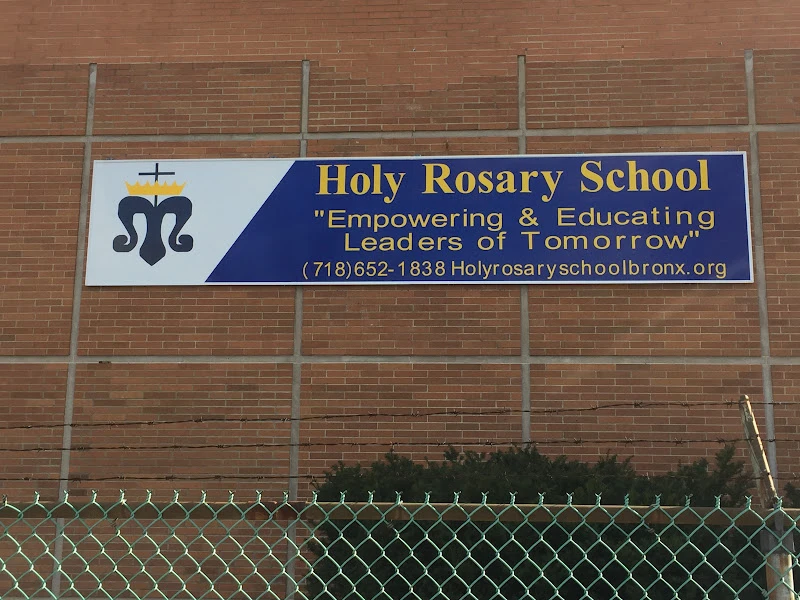 Holy Rosary School
"Empowering & Educating
Leaders of Tomorrow"
(718)652-1838 Holyrosaryschoolbronx.org